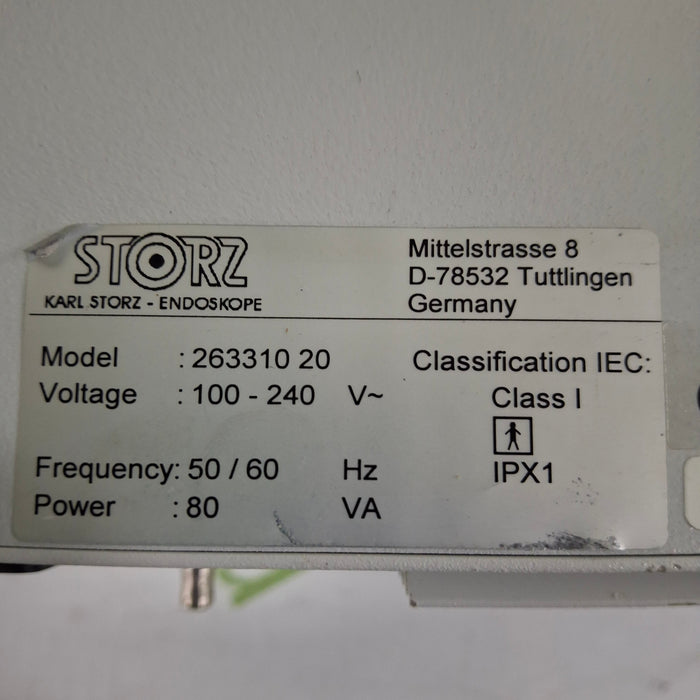 STORZ
KARL STORZ - ENDOSKOPE
Mittelstrasse 8
D-78532 Tuttlingen
Germany
Model : 263310 20
Voltage : 100 - 240 V~
Frequency: 50 / 60 Hz
Power : 80 VA
Classification IEC:
Class I
IPX1